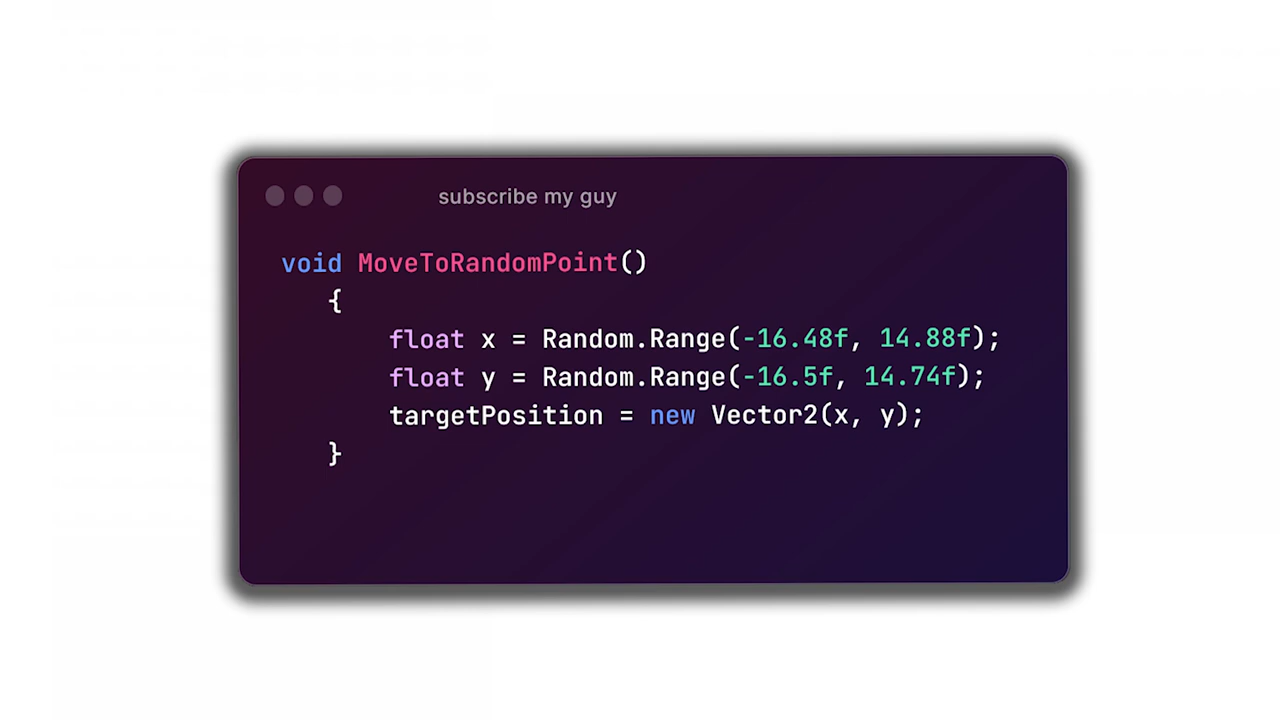 subscribe my guy
void MoveToRandomPoint()
{
float x = Random.Range(-16.48f, 14.88f);
float y = Random.Range(-16.5f, 14.74f);
targetPosition = new Vector2(x, y);
}